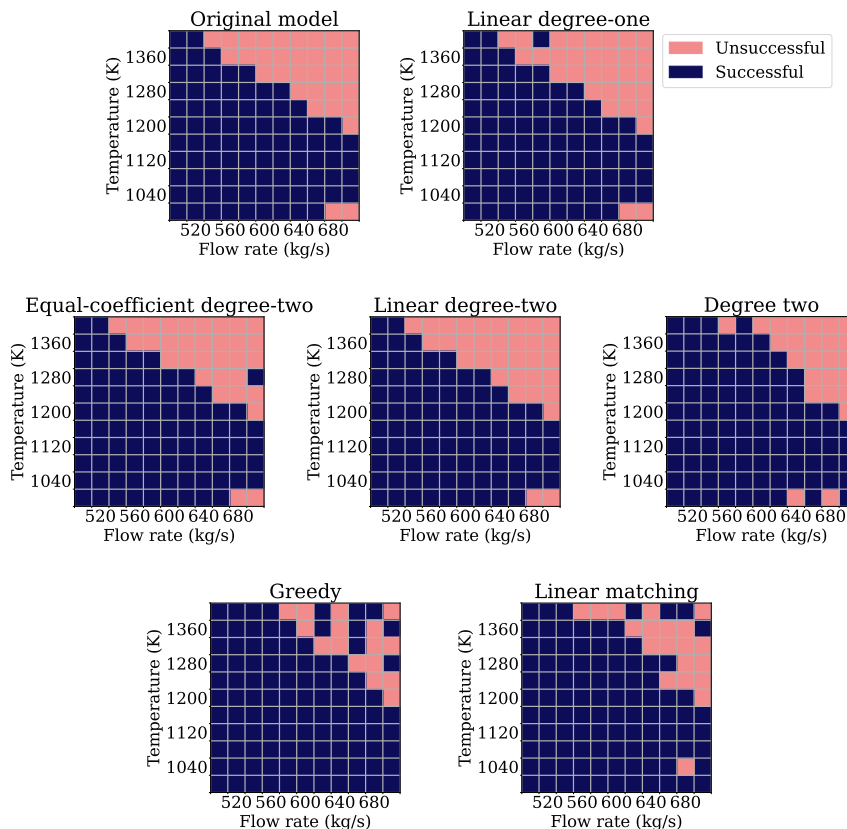 Original model
Linear degree-one
Unsuccessful
Successful
Temperature (K)
1360
1280
1200
1120
1040
520 560 600 640 680
Flow rate (kg/s)
Temperature (K)
1360
1280
1200
1120
1040
520 560 600 640 680
Flow rate (kg/s)
Equal-coefficient degree-two
Linear degree-two
Degree two
Temperature (K)
1360
1280
1200
1120
1040
520 560 600 640 680
Flow rate (kg/s)
Temperature (K)
1360
1280
1200
1120
1040
520 560 600 640 680
Flow rate (kg/s)
Temperature (K)
1360
1280
1200
1120
1040
520 560 600 640 680
Flow rate (kg/s)
Greedy
Linear matching
Temperature (K)
1360
1280
1200
1120
1040
520 560 600 640 680
Flow rate (kg/s)
Temperature (K)
1360
1280
1200
1120
1040
520 560 600 640 680
Flow rate (kg/s)